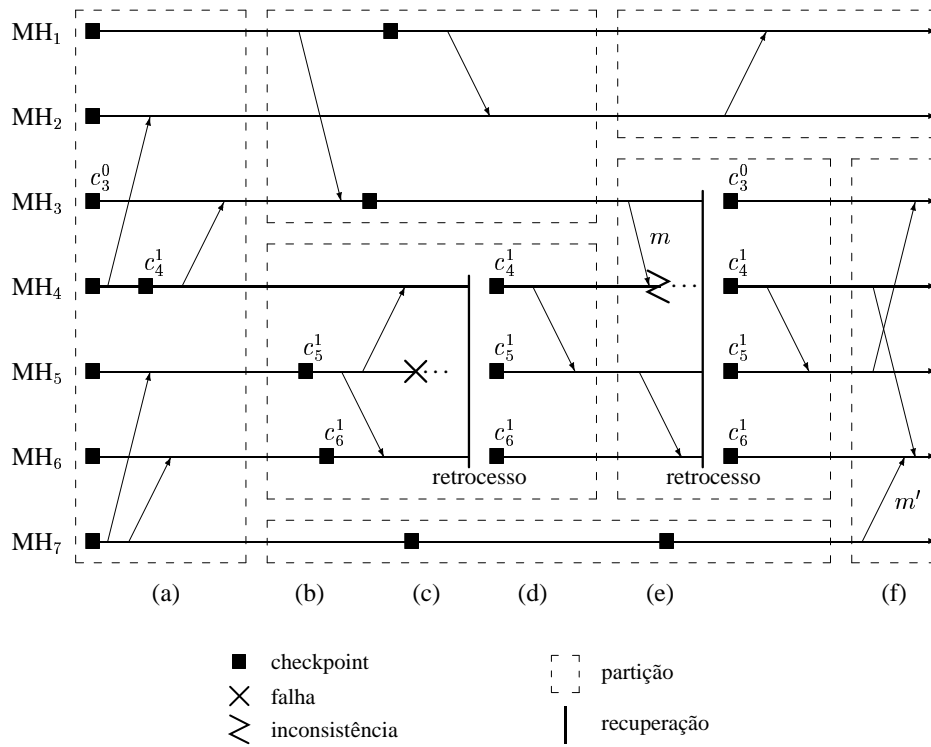 MH₁
MH₂
c₃⁰ c₃⁰
MH₃
m
c₄¹ c₄¹ c₄¹
MH₄ ···
c₅¹ c₅¹ c₅¹
MH₅ ···
c₆¹ c₆¹ c₆¹
MH₆
retrocesso retrocesso
m′
MH₇
(a) (b) (c) (d) (e) (f)
checkpoint partição
falha
inconsistência recuperação